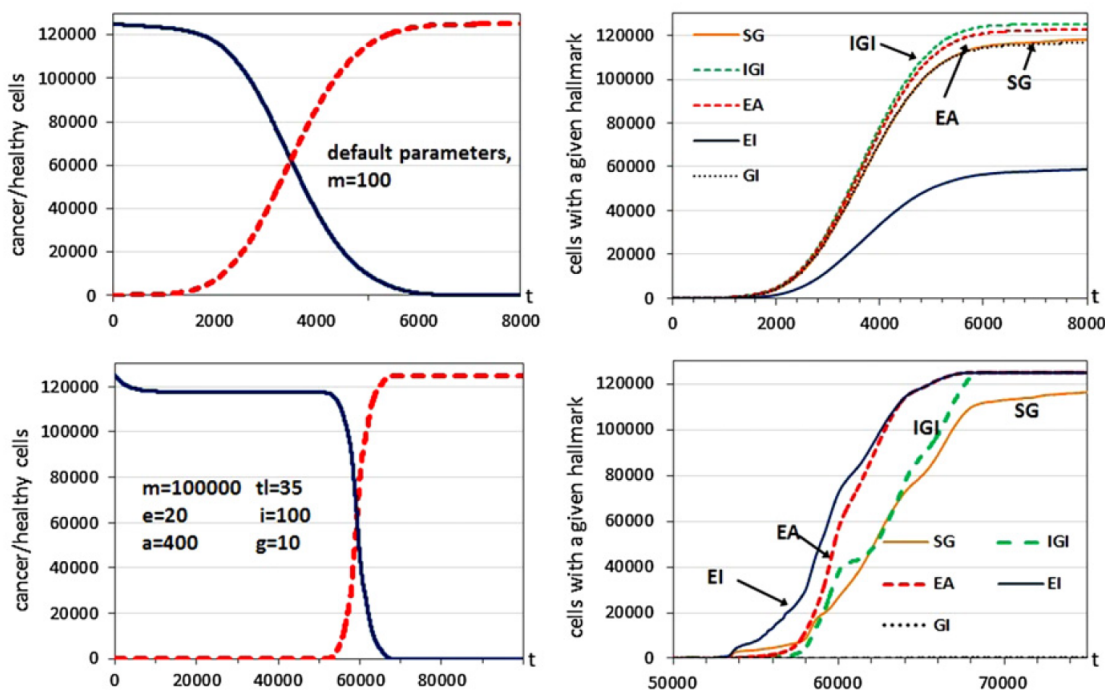 cancer/healthy cells
120000
100000
80000
60000
40000
20000
0
default parameters,
m=100
0 2000 4000 6000 8000 t
cells with a given hallmark
120000
100000
80000
60000
40000
20000
0
SG
IGI
EA
EI
GI
IGI
EA
SG
0 2000 4000 6000 8000 t
cancer/healthy cells
120000
100000
80000
60000
40000
20000
0
m=100000 tl=35
e=20 i=100
a=400 g=10
0 20000 40000 60000 80000 t
cells with a given hallmark
120000
100000
80000
60000
40000
20000
0
IGI
SG
EA
EI
SG IGI
EA EI
GI
50000 60000 70000 t